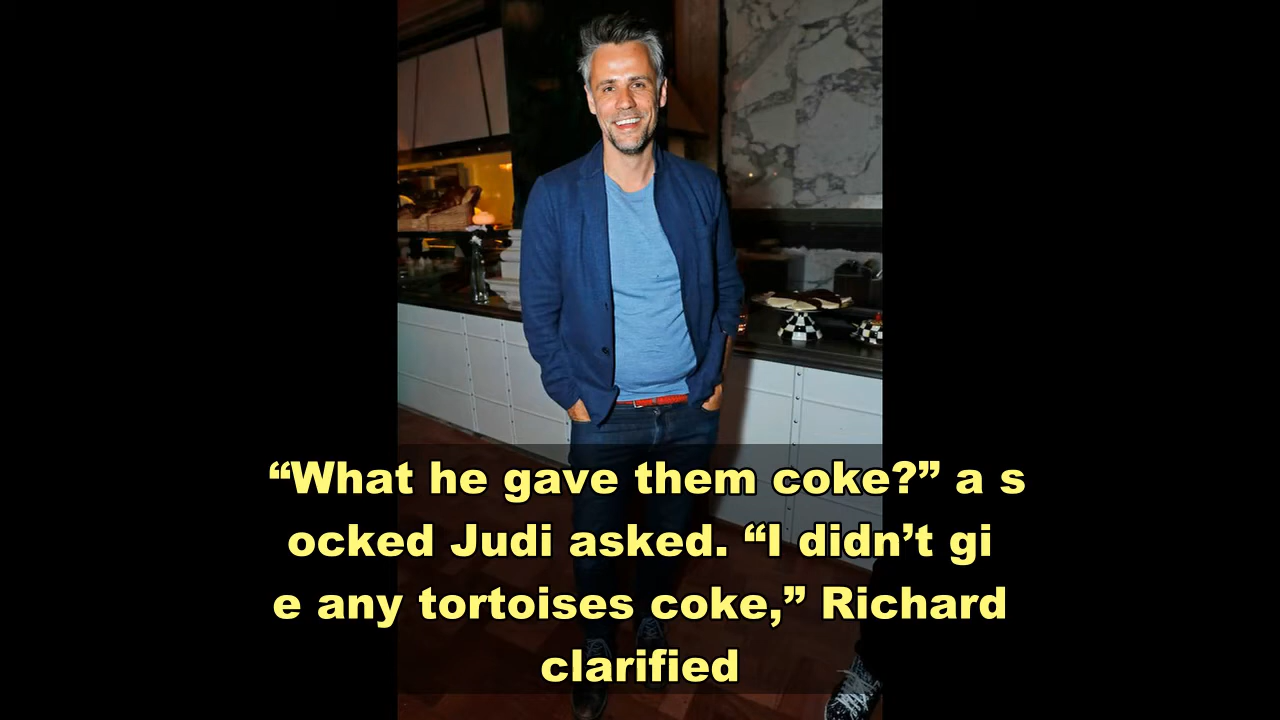 “What he gave them coke?” a s
ocked Judi asked. “I didn’t gi
e any tortoises coke,” Richard
clarified